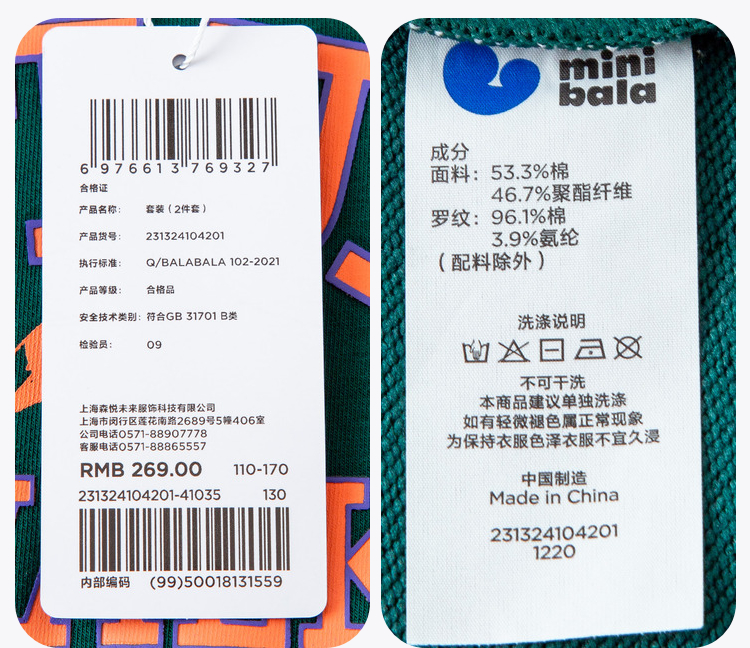 6 976613 769327
合格证
产品名称： 套装（2件套）
产品货号： 231324104201
执行标准： Q/BALABALA 102-2021
产品等级： 合格品
安全技术类别：符合GB 31701 B类
检验员： 09
上海森悦未来服饰科技有限公司
上海市闵行区莲花南路2689号5幢406室
公司电话0571-88907778
客服电话0571-88865557
RMB 269.00 110-170
231324104201-41035 130
内部编码 (99)50018131559
mini
bala
成分
面料：53.3%棉
46.7%聚酯纤维
罗纹：96.1%棉
3.9%氨纶
（配料除外）
洗涤说明
不可干洗
本商品建议单独洗涤
如有轻微褪色属正常现象
为保持衣服色泽衣服不宜久浸
中国制造
Made in China
231324104201
1220